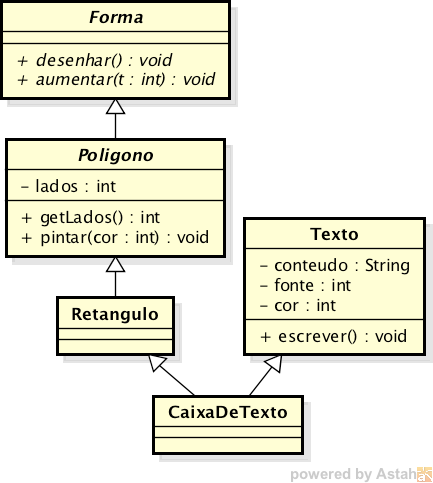 Forma
+ desenhar() : void
+ aumentar(t : int) : void
Poligono
- lados : int
+ getLados() : int
+ pintar(cor : int) : void
Texto
- conteudo : String
- fonte : int
- cor : int
+ escrever() : void
Retangulo
CaixaDeTexto
powered by Astah